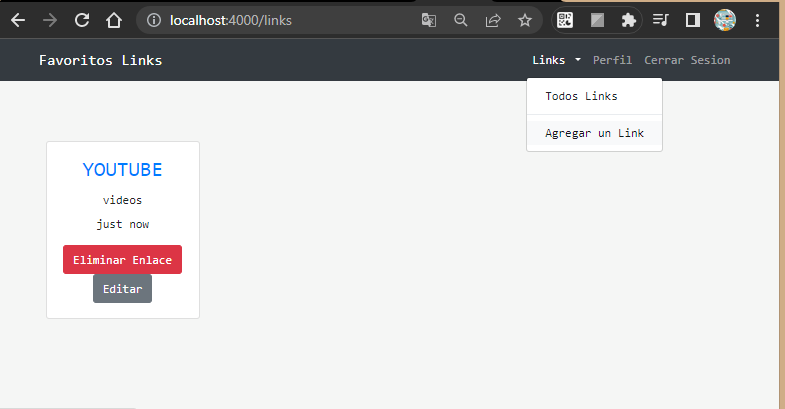 localhost:4000/links
Favoritos Links
Links Perfil Cerrar Sesion
Todos Links
Agregar un Link
YOUTUBE
videos
just now
Eliminar Enlace
Editar